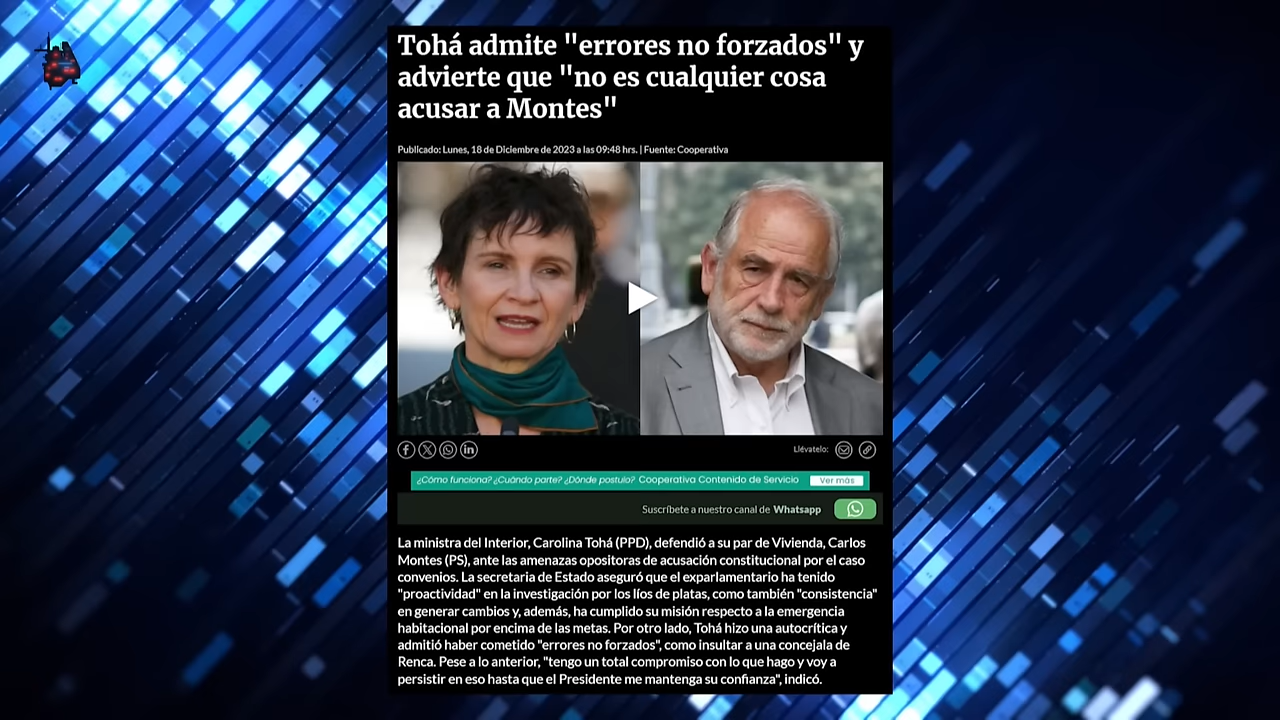 Tohá admite "errores no forzados" y
advierte que "no es cualquier cosa
acusar a Montes"
Publicado: Lunes, 18 de Diciembre de 2023 a las 09:48 hrs. | Fuente: Cooperativa
Llévatelo:
¿Cómo funciona? ¿Cuándo parte? ¿Dónde postulo? Cooperativa Contenido de Servicio Ver más
Suscríbete a nuestro canal de Whatsapp
La ministra del Interior, Carolina Tohá (PPD), defendió a su par de Vivienda, Carlos
Montes (PS), ante las amenazas opositoras de acusación constitucional por el caso
convenios. La secretaria de Estado aseguró que el exparlamentario ha tenido
"proactividad" en la investigación por los líos de platas, como también "consistencia"
en generar cambios y, además, ha cumplido su misión respecto a la emergencia
habitacional por encima de las metas. Por otro lado, Tohá hizo una autocrítica y
admitió haber cometido "errores no forzados", como insultar a una concejala de
Renca. Pese a lo anterior, "tengo un total compromiso con lo que hago y voy a
persistir en eso hasta que el Presidente me mantenga su confianza", indicó.